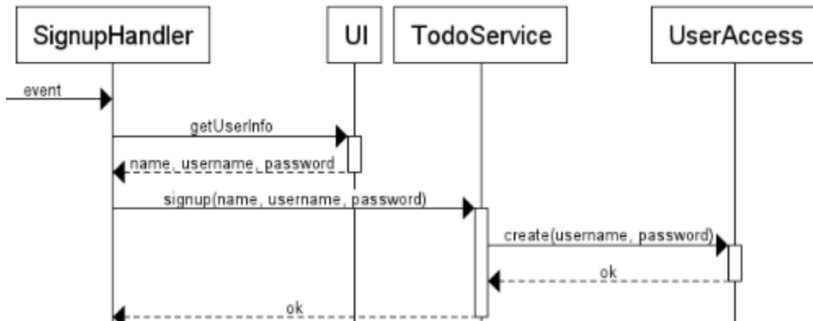 SignupHandler
UI
TodoService
UserAccess
event
getUserInfo
name, username, password
signup(name, username, password)
create(username, password)
ok
ok